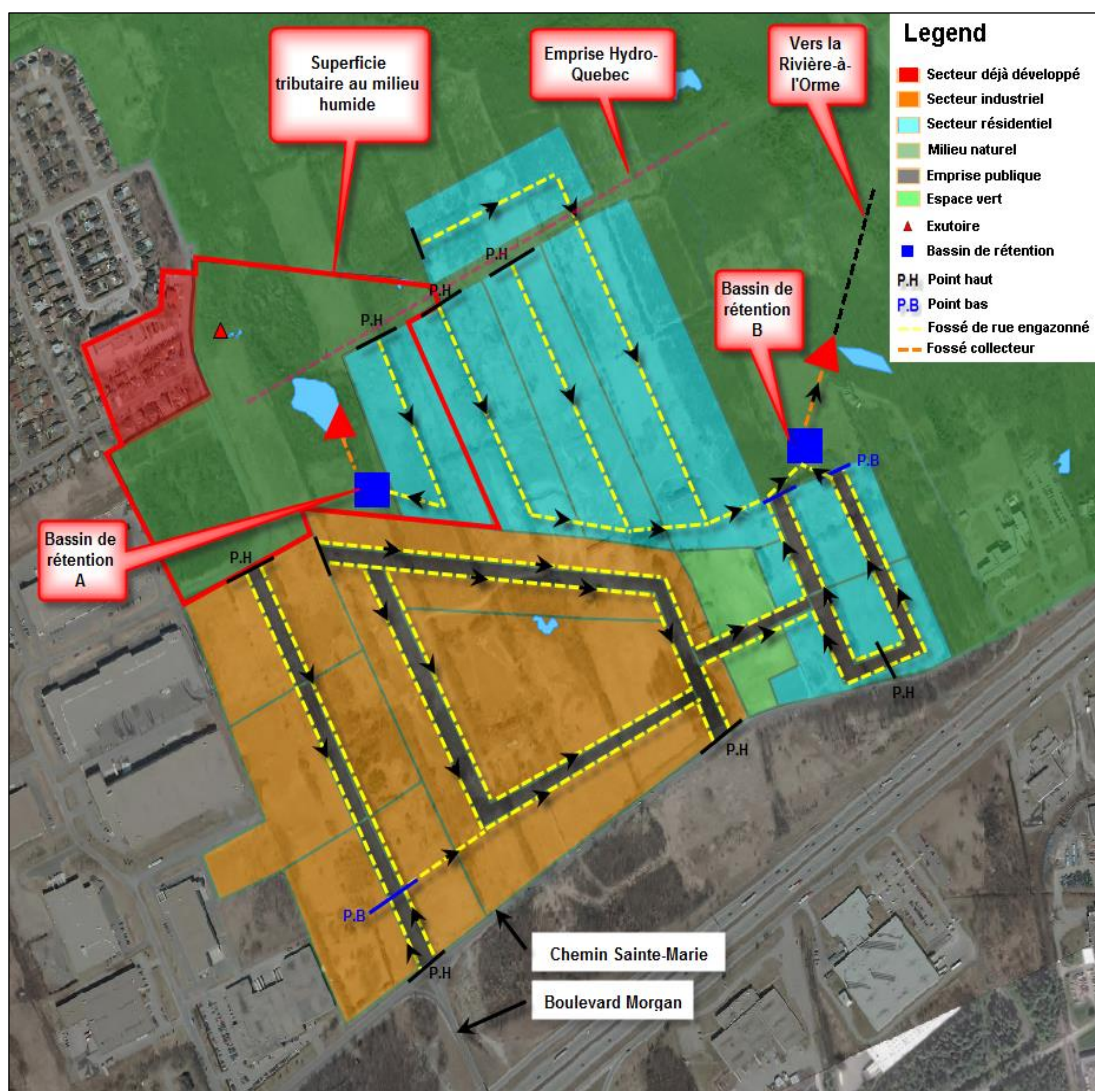 Superficie
tributaire au milieu
humide
Emprise Hydro-
Quebec
Vers la
Rivière-à-
l'Orme
Legend
Secteur déjà développé
Secteur industriel
Secteur résidentiel
Milieu naturel
Emprise publique
Espace vert
Exutoire
Bassin de rétention
P.H Point haut
P.B Point bas
Fossé de rue engazonné
Fossé collecteur
P.H
P.H
P.H
Bassin de
rétention
B
P.B
Bassin de
rétention
A
P.H
P.H
P.H
P.B
P.H
Chemin Sainte-Marie
Boulevard Morgan